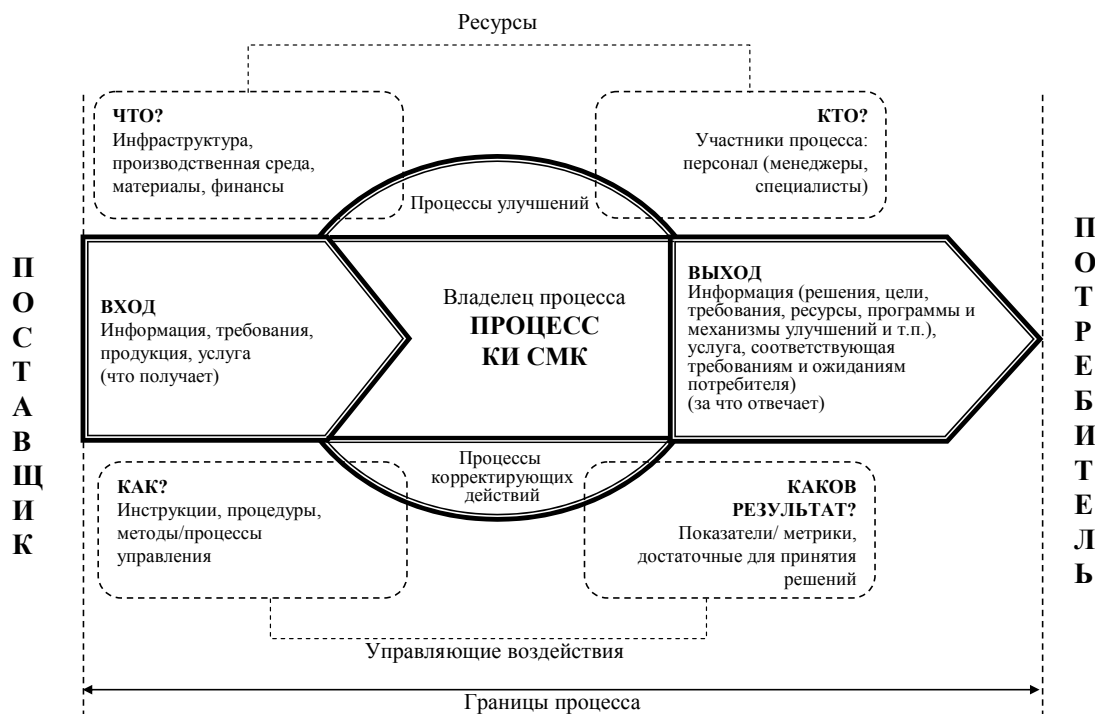 Ресурсы
ЧТО?
Инфраструктура,
производственная среда,
материалы, финансы
КТО?
Участники процесса:
персонал (менеджеры,
специалисты)
Процессы улучшений
ПОСТАВЩИК
ВХОД
Информация, требования,
продукция, услуга
(что получает)
Владелец процесса
ПРОЦЕСС
КИ СМК
ВЫХОД
Информация (решения, цели,
требования, ресурсы, программы и
механизмы улучшений и т.п.),
услуга, соответствующая
требованиям и ожиданиям
потребителя)
(за что отвечает)
ПОТРЕБИТЕЛЬ
Процессы
корректирующих
действий
КАК?
Инструкции, процедуры,
методы/процессы
управления
КАКОВ
РЕЗУЛЬТАТ?
Показатели/ метрики,
достаточные для принятия
решений
Управляющие воздействия
Границы процесса